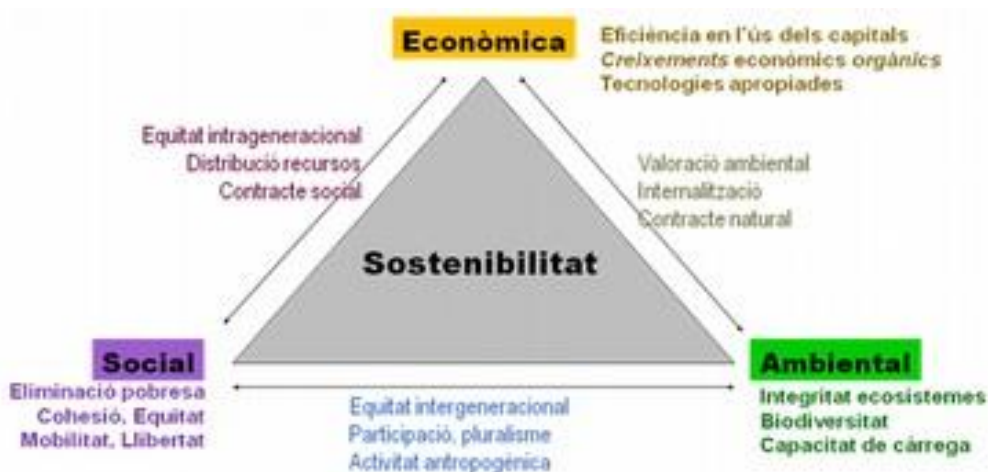 Econòmica
Eficiència en l'ús dels capitals
Creixements econòmics orgànics
Tecnologies apropiades
Equitat intrageneracional
Distribució recursos
Contracte social
Valoració ambiental
Internalització
Contracte natural
Sostenibilitat
Social
Eliminació pobresa
Cohesió, Equitat
Mobilitat, Llibertat
Equitat intergeneracional
Participació, pluralisme
Activitat antropogènica
Ambiental
Integritat ecosistemes
Biodiversitat
Capacitat de càrrega